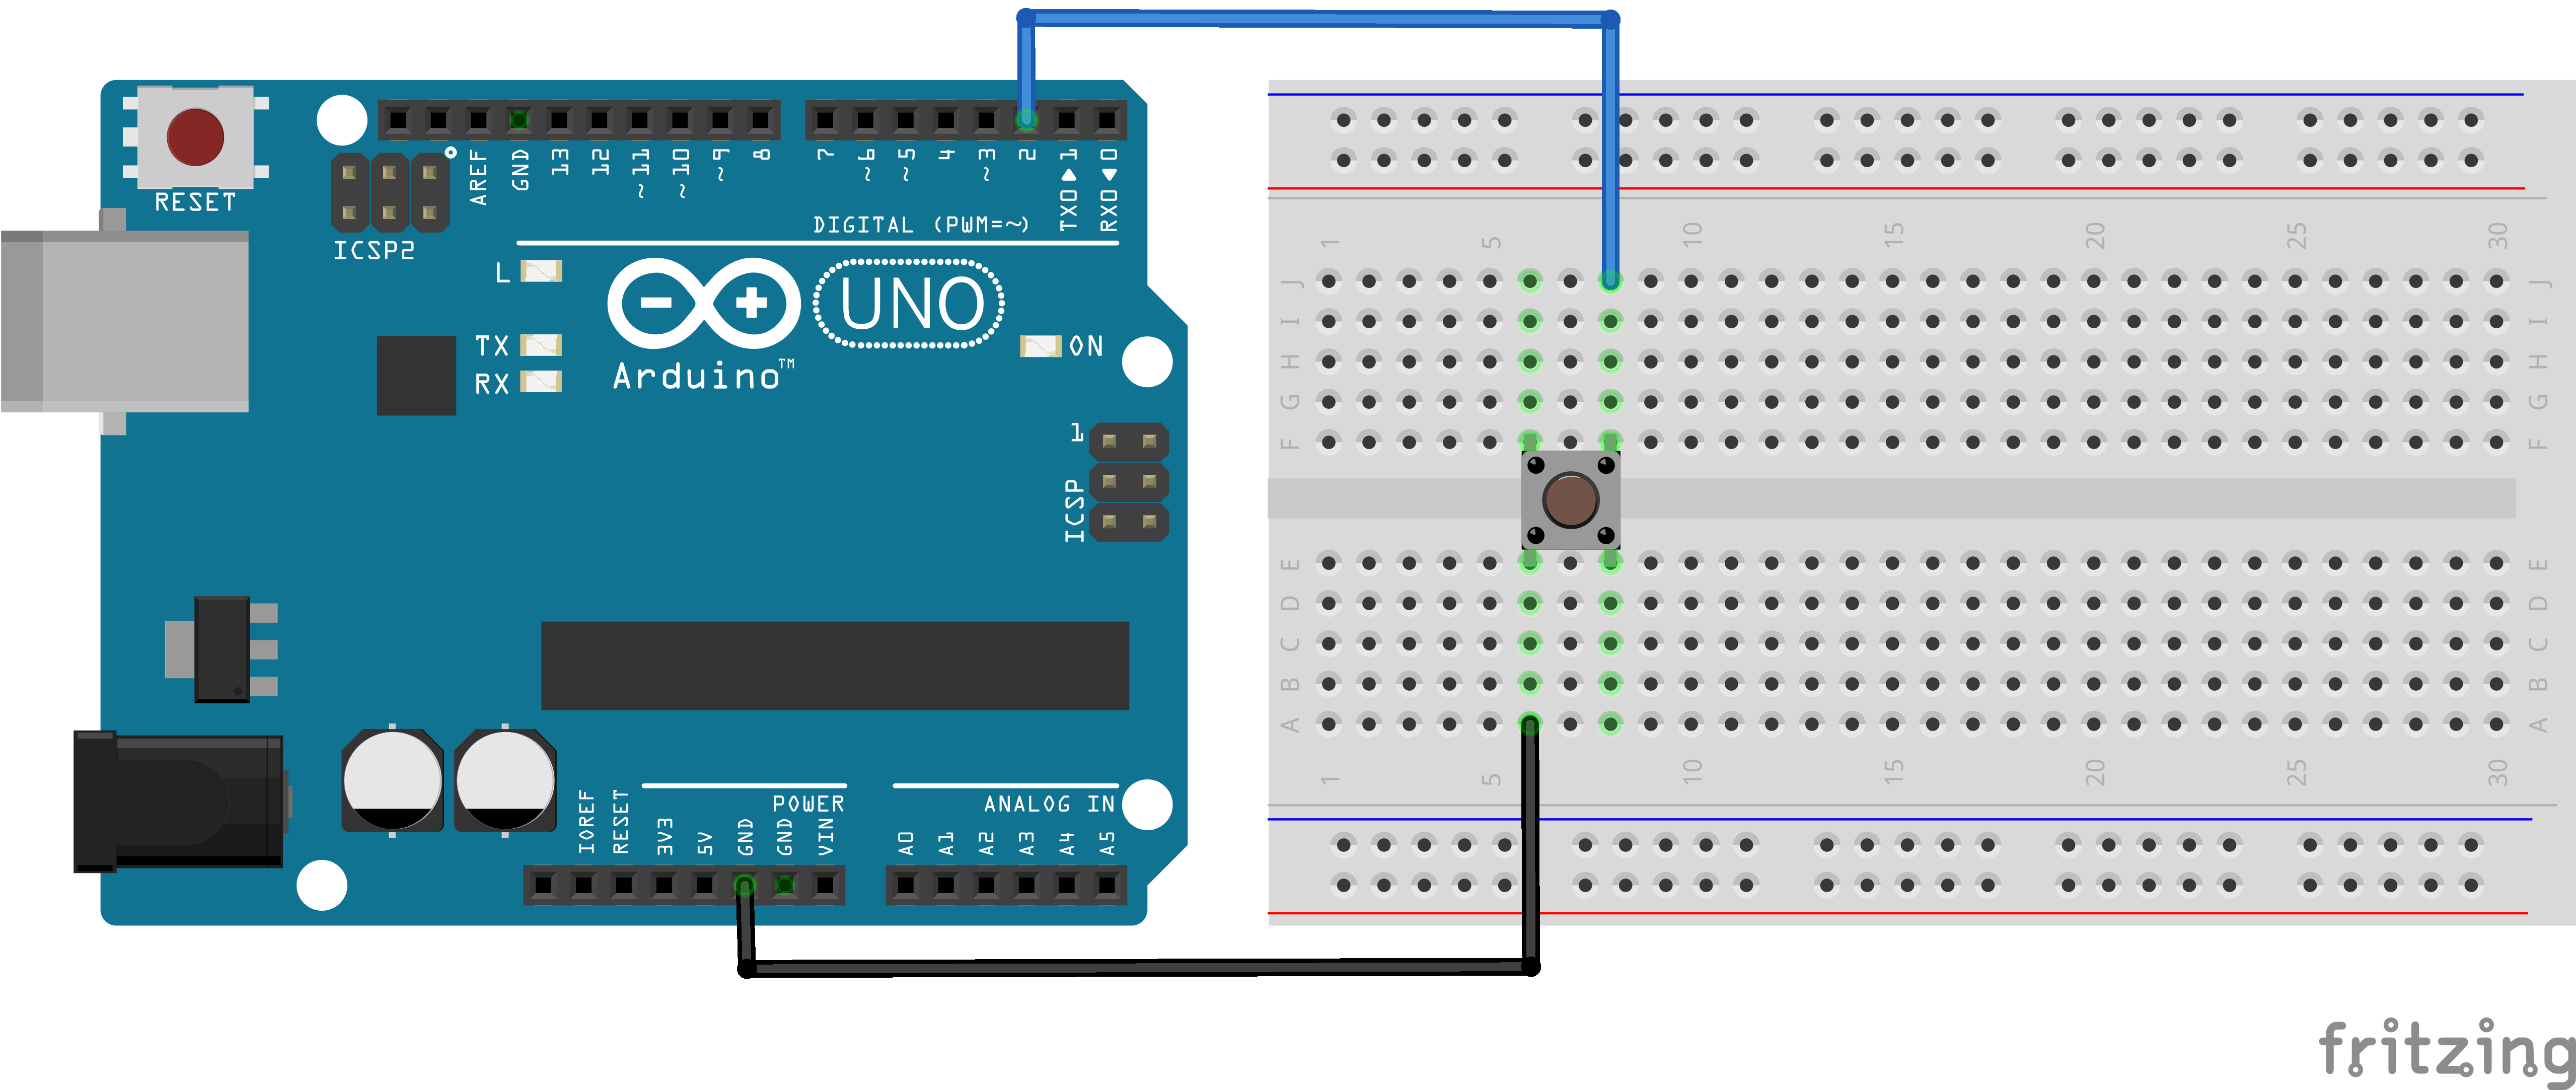 RESET
ICSP2
AREF
GND
13
12
~11
~10
~9
8
7
~6
~5
4
~3
2
TX0 ▶ 1
RX0 ◀ 0
DIGITAL (PWM=~)
L
TX
RX
- +
UNO
Arduino™
ON
1
ICSP
POWER
ANALOG IN
IOREF
RESET
3V3
5V
GND
GND
VIN
A0
A1
A2
A3
A4
A5
1 5 10 15 20 25 30
J J
I I
H H
G G
F F
E E
D D
C C
B B
A A
1 5 10 15 20 25 30
fritzing